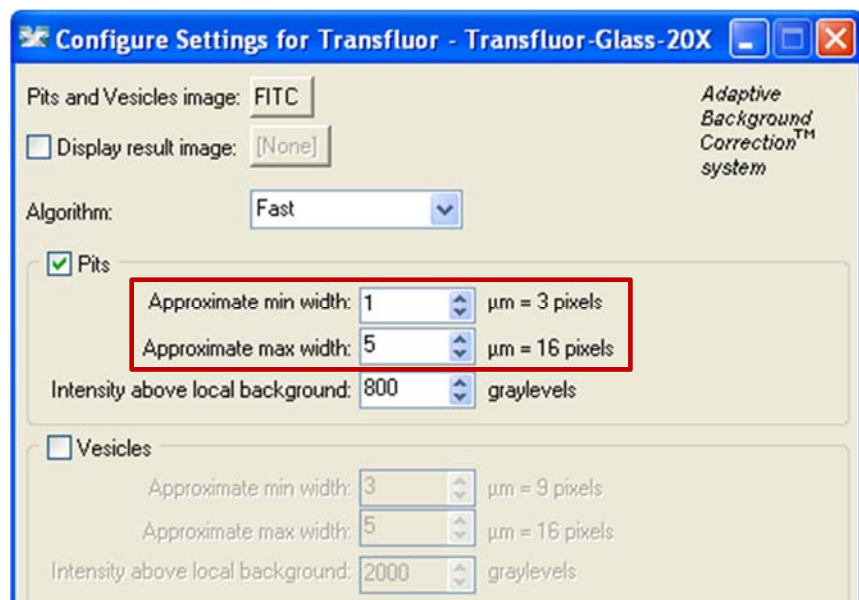 Configure Settings for Transfluor - Transfluor-Glass-20X
Pits and Vesicles image: FITC
Adaptive
Background
Correction™
system
Display result image: [None]
Algorithm: Fast
Pits
Approximate min width: 1 µm = 3 pixels
Approximate max width: 5 µm = 16 pixels
Intensity above local background: 800 graylevels
Vesicles
Approximate min width: 3 µm = 9 pixels
Approximate max width: 5 µm = 16 pixels
Intensity above local background: 2000 graylevels